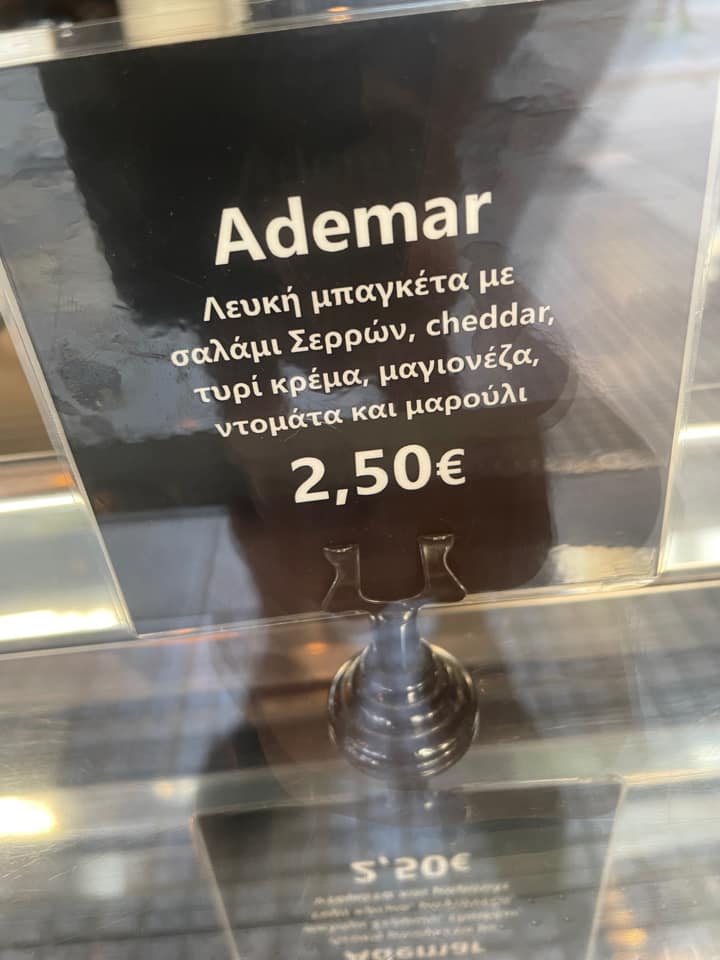 Ademar
Λευκή μπαγκέτα με
σαλάμι Σερρών, cheddar,
τυρί κρέμα, μαγιονέζα,
ντομάτα και μαρούλι
2,50€